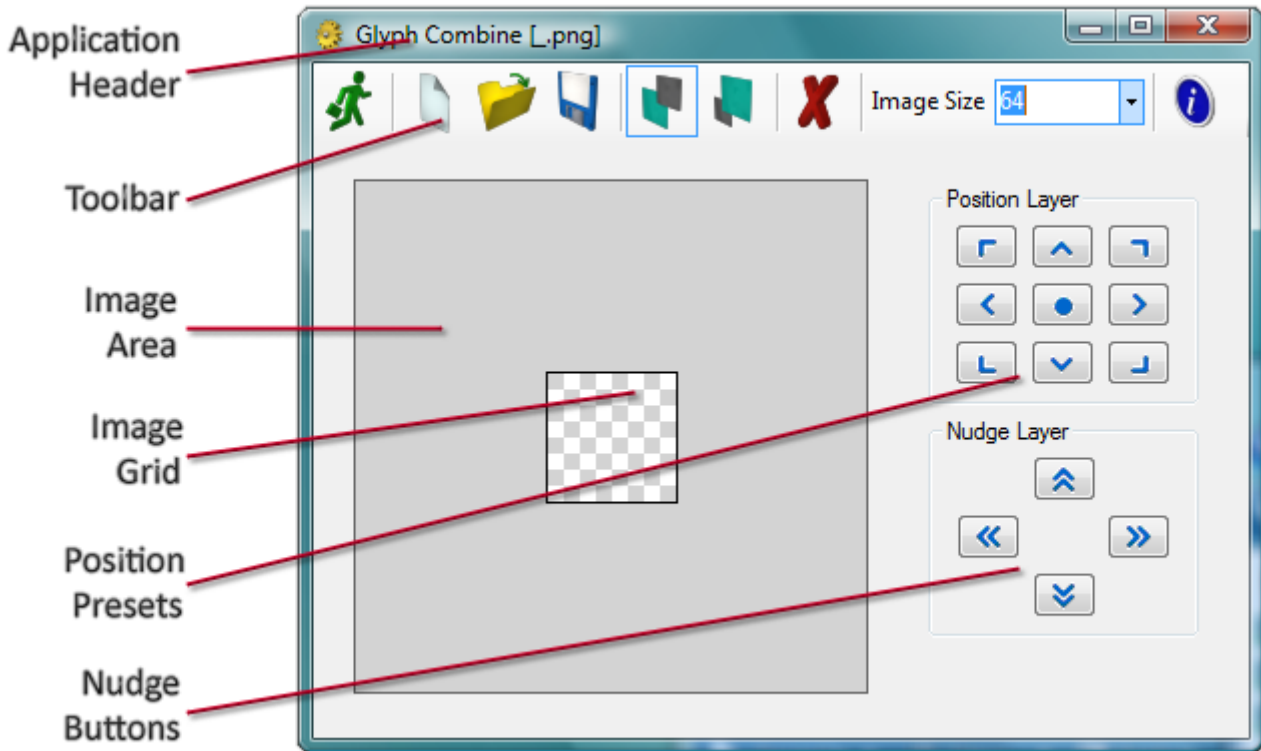 Application
Header
Glyph Combine [_.png]
Image Size 64
Toolbar
Position Layer
Image
Area
Image
Grid
Nudge Layer
Position
Presets
Nudge
Buttons